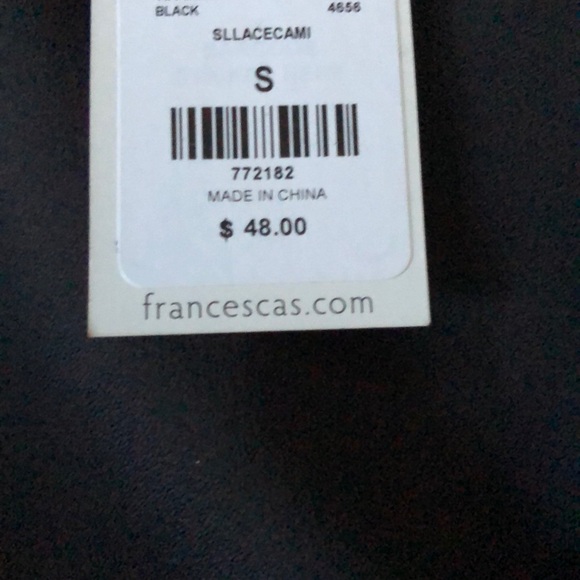 BLACK 4656
SLLACECAMI
S
772182
MADE IN CHINA
$ 48.00
francescas.com